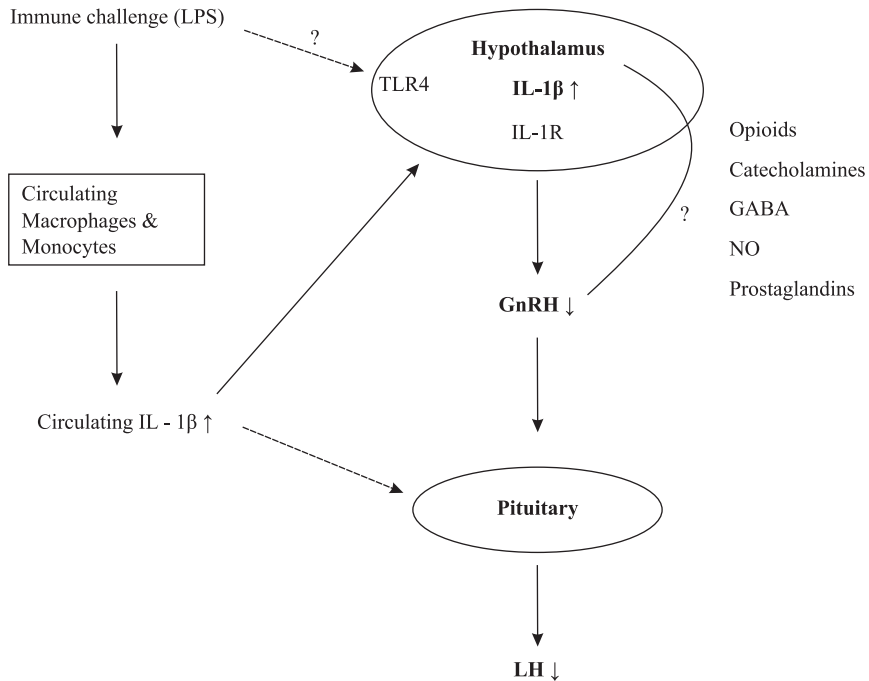 Immune challenge (LPS)
?
Hypothalamus
TLR4
IL-1β ↑
IL-1R
Opioids
Catecholamines
GABA
NO
Prostaglandins
?
Circulating
Macrophages &
Monocytes
GnRH ↓
Circulating IL - 1β ↑
Pituitary
LH ↓